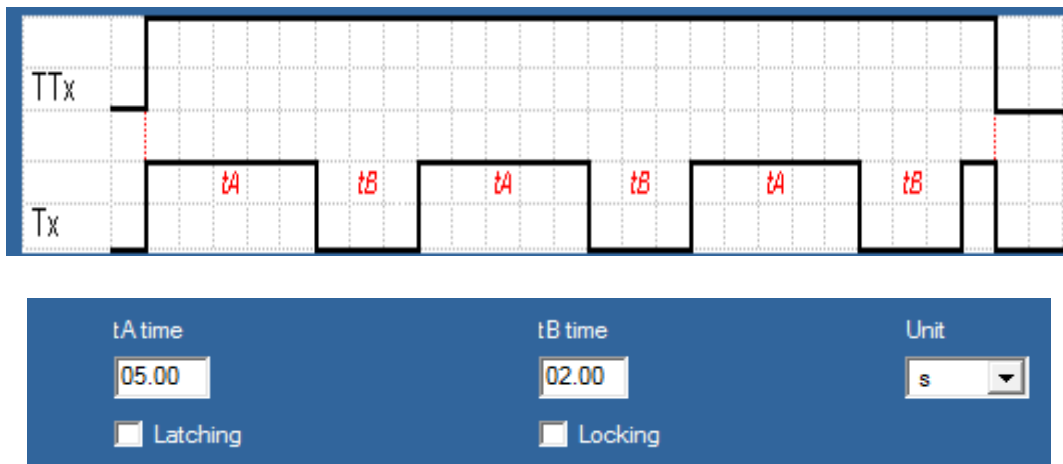 TTx
tA tB tA tB tA tB
Tx
tA time tB time Unit
05.00 02.00 s
Latching Locking